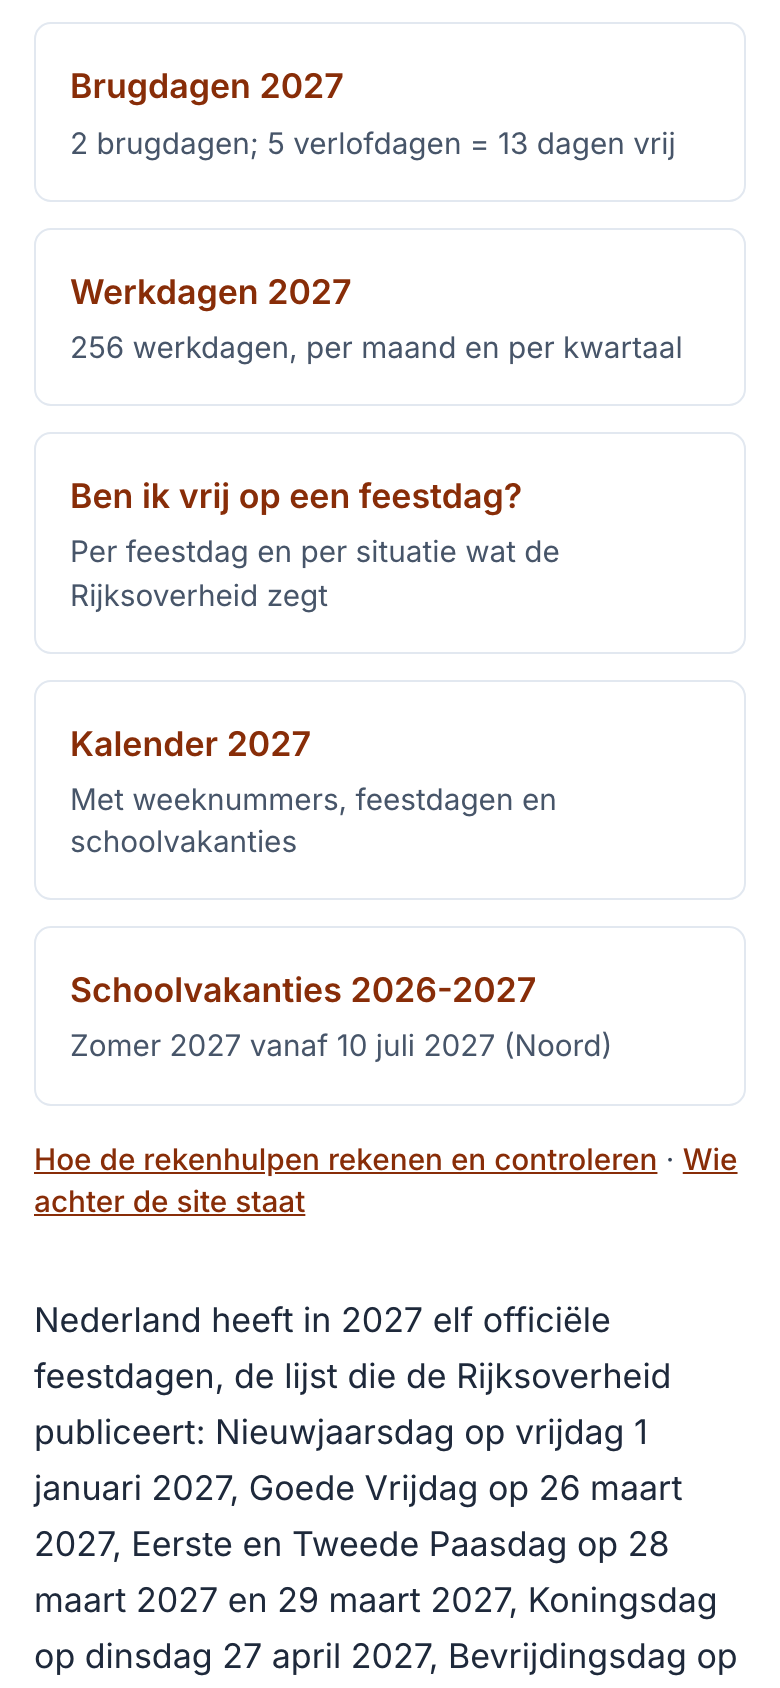 Brugdagen 2027
2 brugdagen; 5 verlofdagen = 13 dagen vrij
Werkdagen 2027
256 werkdagen, per maand en per kwartaal
Ben ik vrij op een feestdag?
Per feestdag en per situatie wat de
Rijksoverheid zegt
Kalender 2027
Met weeknummers, feestdagen en
schoolvakanties
Schoolvakanties 2026-2027
Zomer 2027 vanaf 10 juli 2027 (Noord)
Hoe de rekenhulpen rekenen en controleren · Wie
achter de site staat
Nederland heeft in 2027 elf officiële
feestdagen, de lijst die de Rijksoverheid
publiceert: Nieuwjaarsdag op vrijdag 1
januari 2027, Goede Vrijdag op 26 maart
2027, Eerste en Tweede Paasdag op 28
maart 2027 en 29 maart 2027, Koningsdag
op dinsdag 27 april 2027, Bevrijdingsdag op